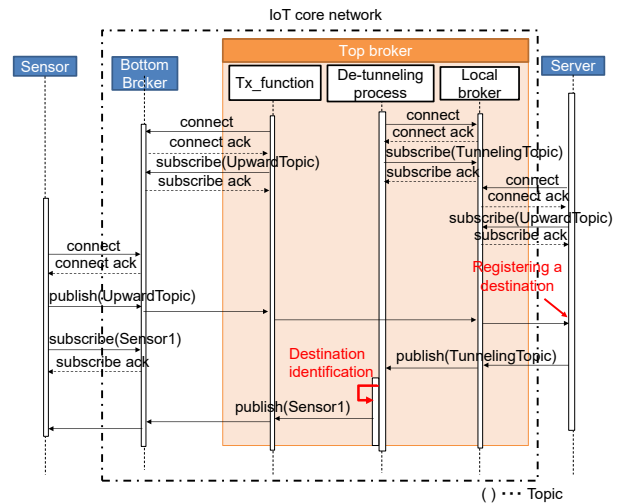 IoT core network
Top broker
Sensor
Bottom
Broker
Tx_function
De-tunneling
process
Local
broker
Server
connect
connect
connect ack
connect ack
subscribe(UpwardTopic)
subscribe(TunnelingTopic)
subscribe ack
subscribe ack
connect
connect ack
subscribe(UpwardTopic)
subscribe ack
connect
connect ack
Registering a
destination
publish(UpwardTopic)
subscribe(Sensor1)
subscribe ack
Destination
identification
publish(TunnelingTopic)
publish(Sensor1)
( ) ･･･ Topic